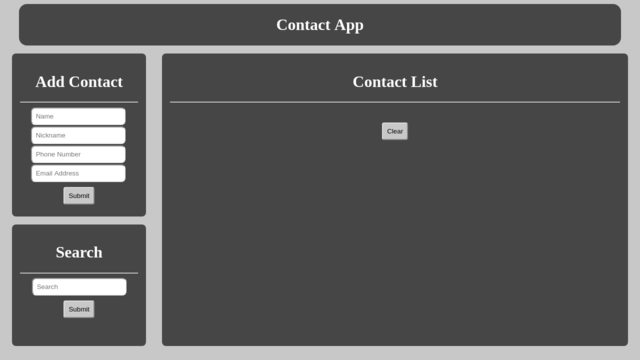 Contact App
Add Contact
Name
Nickname
Phone Number
Email Address
Submit
Search
Search
Submit
Contact List
Clear